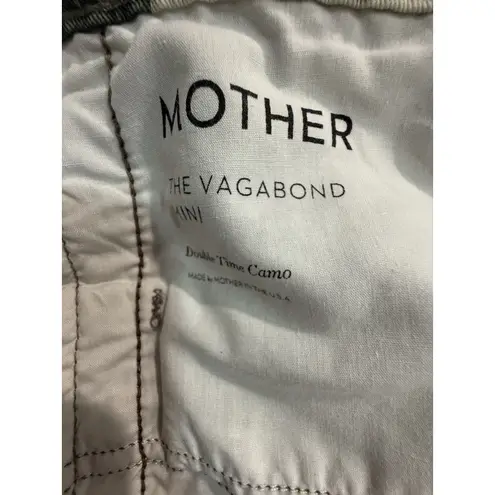 MOTHER
THE VAGABOND
MINI
Double Time Camo
MADE by MOTHER IN THE U.S.A.